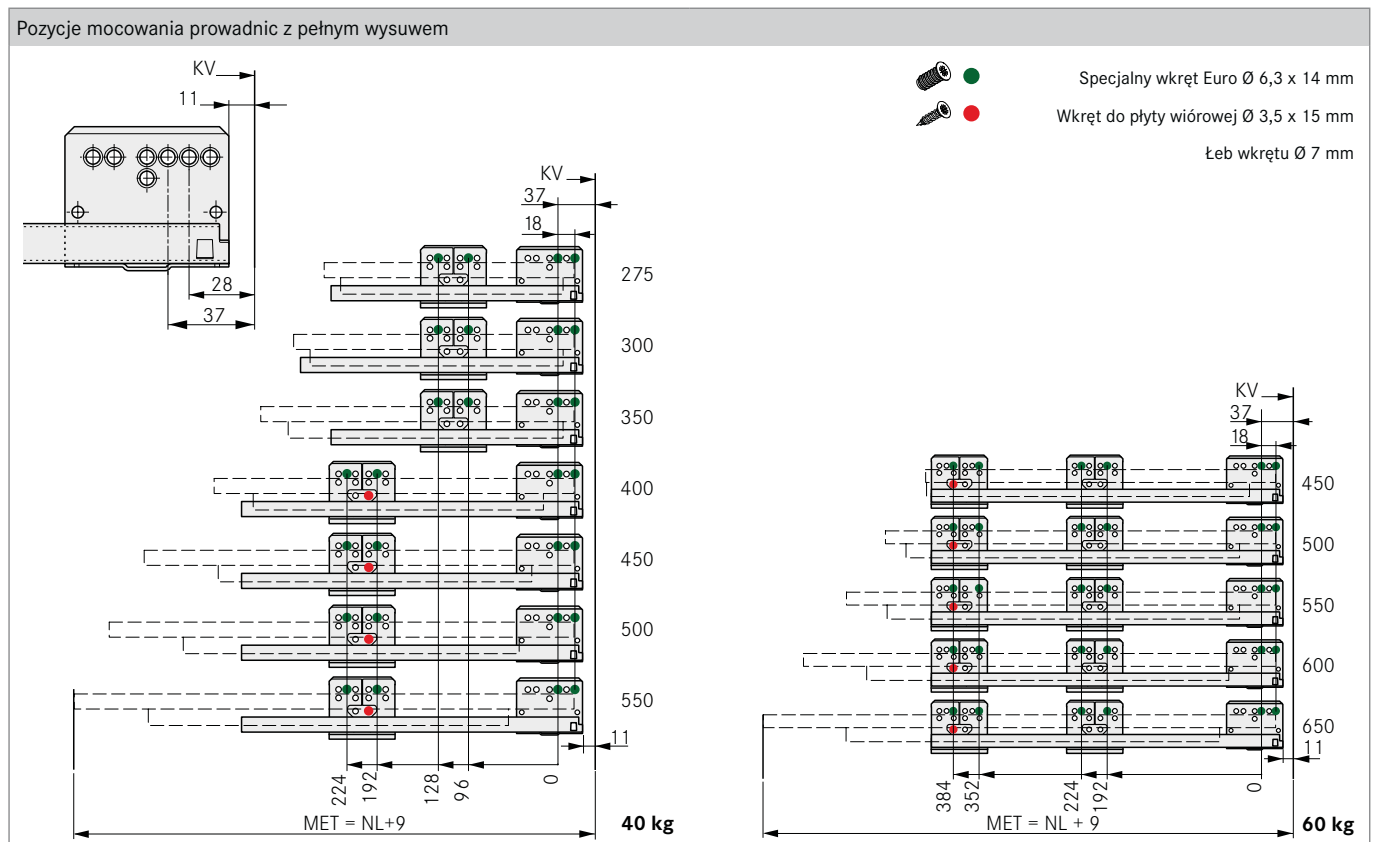 Pozycje mocowania prowadnic z pełnym wysuwem
KV
11
28
37
Specjalny wkręt Euro Ø 6,3 x 14 mm
Wkręt do płyty wiórowej Ø 3,5 x 15 mm
Łeb wkrętu Ø 7 mm
KV
37
18
275
300
350
400
450
500
550
11
224
192
128
96
0
MET = NL+9
40 kg
KV
37
18
450
500
550
600
650
11
384
352
224
192
0
MET = NL + 9
60 kg